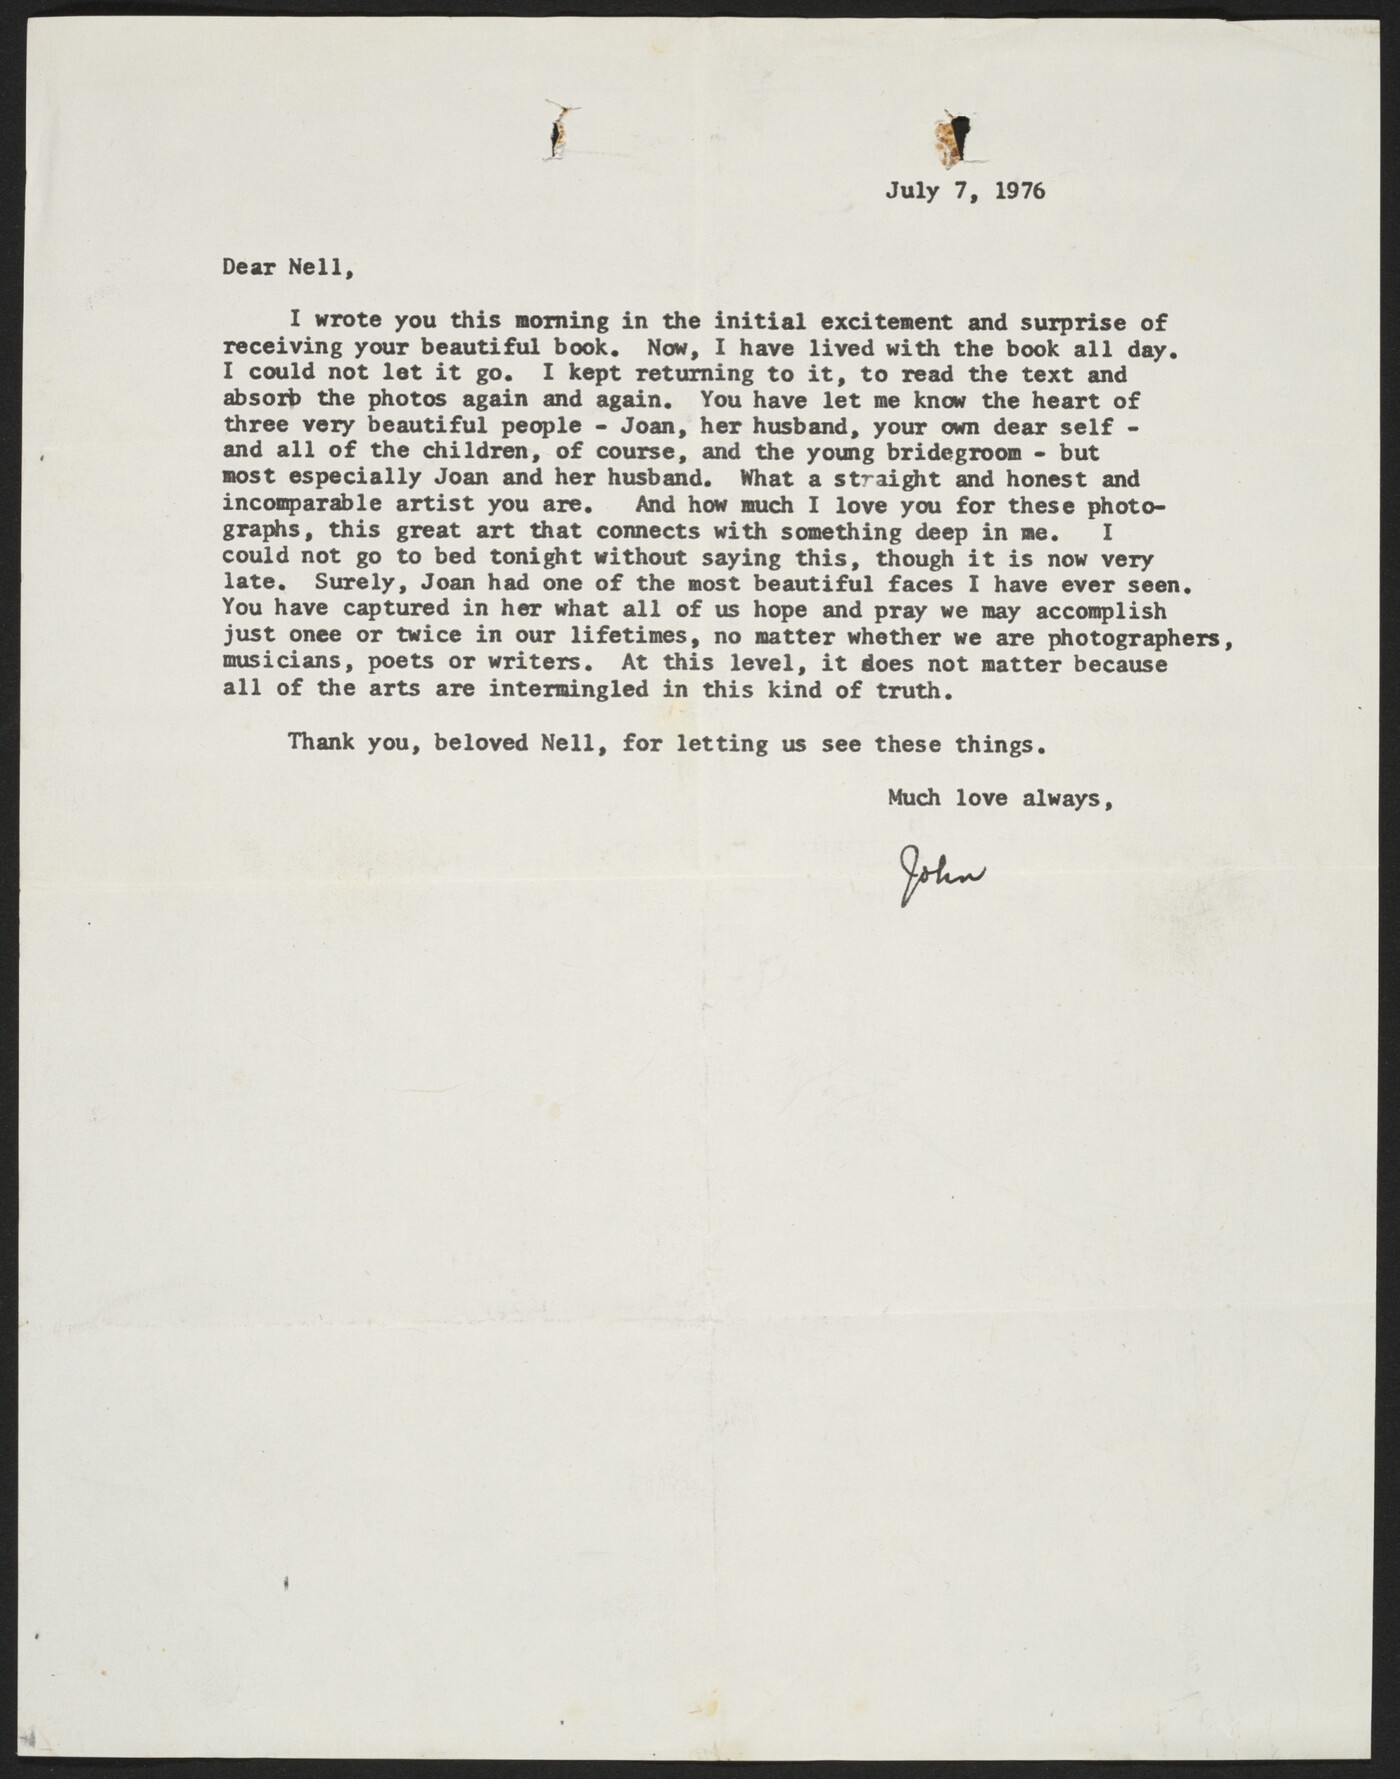 July 7, 1976
Dear Nell,
I wrote you this morning in the initial excitement and surprise of
receiving your beautiful book. Now, I have lived with the book all day.
I could not let it go. I kept returning to it, to read the text and
absorb the photos again and again. You have let me know the heart of
three very beautiful people - Joan, her husband, your own dear self -
and all of the children, of course, and the young bridegroom - but
most especially Joan and her husband. What a straight and honest and
incomparable artist you are. And how much I love you for these photo-
graphs, this great art that connects with something deep in me. I
could not go to bed tonight without saying this, though it is now very
late. Surely, Joan had one of the most beautiful faces I have ever seen.
You have captured in her what all of us hope and pray we may accomplish
just onee or twice in our lifetimes, no matter whether we are photographers,
musicians, poets or writers. At this level, it does not matter because
all of the arts are intermingled in this kind of truth.
Thank you, beloved Nell, for letting us see these things.
Much love always,
John